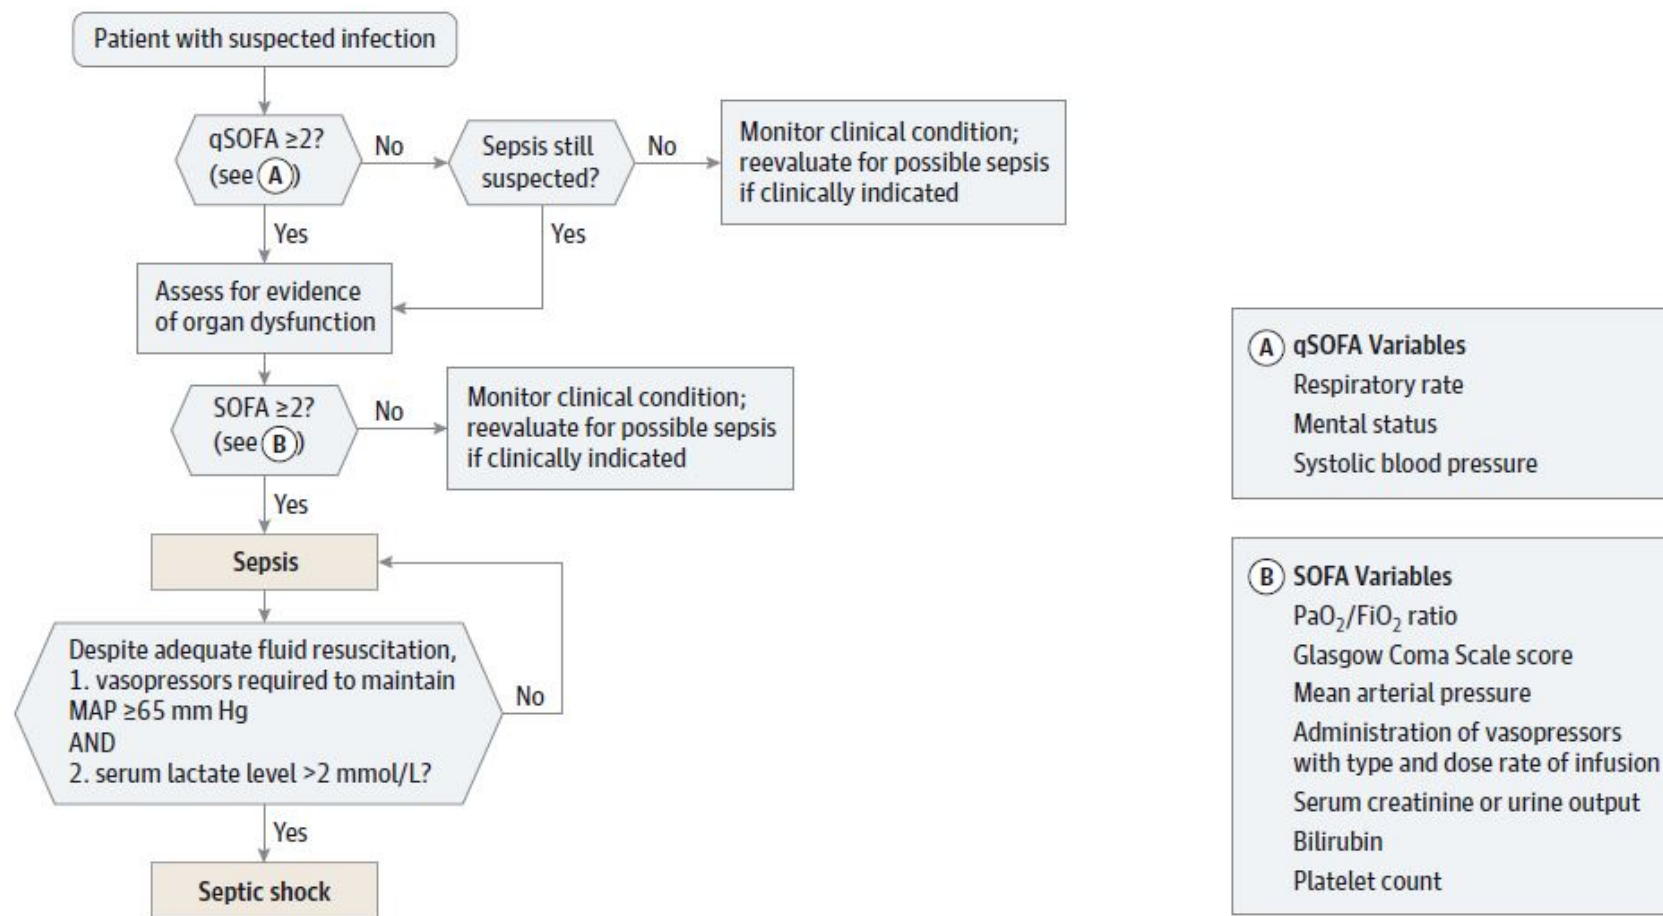 Patient with suspected infection
qSOFA ≥2?
(see A)
No
Sepsis still
suspected?
No
Monitor clinical condition;
reevaluate for possible sepsis
if clinically indicated
Yes
Yes
Assess for evidence
of organ dysfunction
SOFA ≥2?
(see B)
No
Monitor clinical condition;
reevaluate for possible sepsis
if clinically indicated
Yes
Sepsis
Despite adequate fluid resuscitation,
1. vasopressors required to maintain
MAP ≥65 mm Hg
AND
2. serum lactate level >2 mmol/L?
No
Yes
Septic shock
A qSOFA Variables
Respiratory rate
Mental status
Systolic blood pressure
B SOFA Variables
PaO₂/FiO₂ ratio
Glasgow Coma Scale score
Mean arterial pressure
Administration of vasopressors
with type and dose rate of infusion
Serum creatinine or urine output
Bilirubin
Platelet count